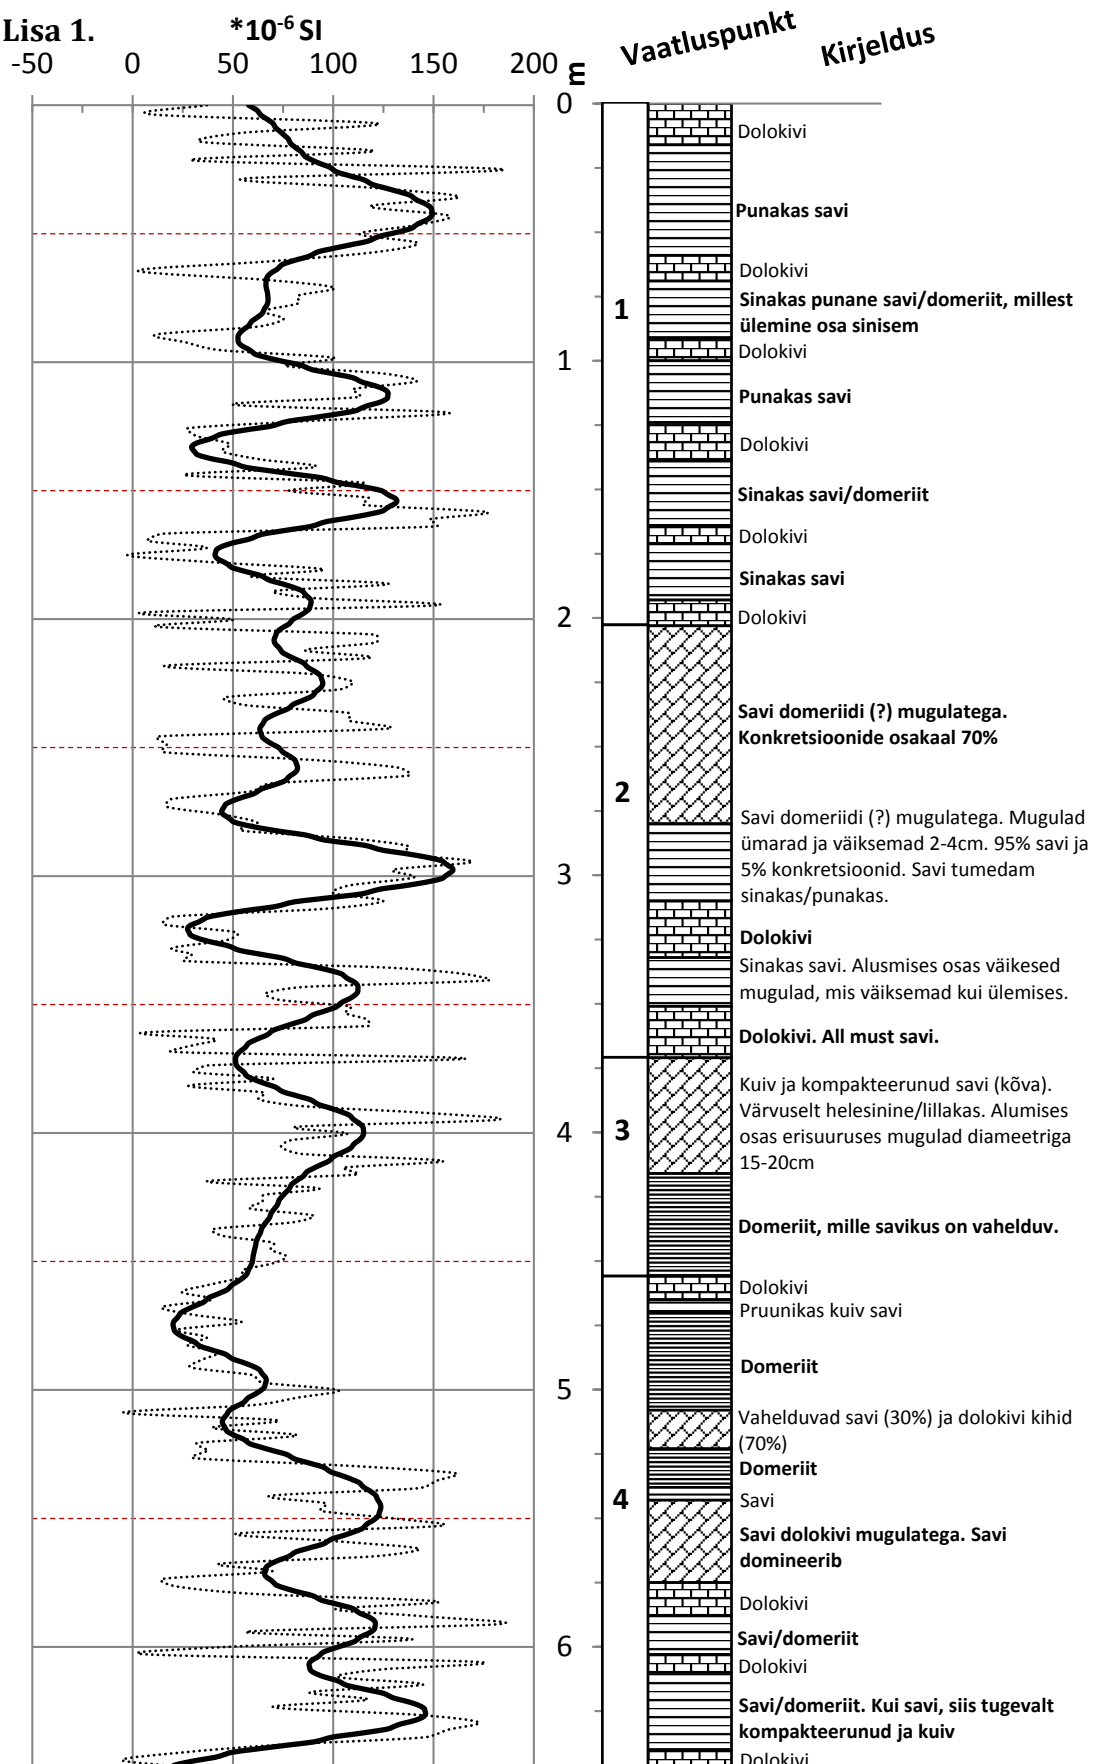 Lisa 1.
*10⁻⁶ SI
Vaatluspunkt
Kirjeldus
-50 0 50 100 150 200
m
0
Dolokivi
Punakas savi
Dolokivi
1
Sinakas punane savi/domeriit, millest
ülemine osa sinisem
Dolokivi
1
Punakas savi
Dolokivi
Sinakas savi/domeriit
Dolokivi
Sinakas savi
2
Dolokivi
Savi domeriidi (?) mugulatega.
Konkretsioonide osakaal 70%
2
Savi domeriidi (?) mugulatega. Mugulad
ümarad ja väiksemad 2-4cm. 95% savi ja
3
5% konkretsioonid. Savi tumedam
sinakas/punakas.
Dolokivi
Sinakas savi. Alusmises osas väikesed
mugulad, mis väiksemad kui ülemises.
Dolokivi. All must savi.
Kuiv ja kompakteerunud savi (kõva).
Värvuselt helesinine/lillakas. Alumises
4
3
osas erisuuruses mugulad diameetriga
15-20cm
Domeriit, mille savikus on vahelduv.
Dolokivi
Pruunikas kuiv savi
Domeriit
5
Vahelduvad savi (30%) ja dolokivi kihid
(70%)
Domeriit
4
Savi
Savi dolokivi mugulatega. Savi
domineerib
Dolokivi
Savi/domeriit
6
Dolokivi
Savi/domeriit. Kui savi, siis tugevalt
kompakteerunud ja kuiv
Dolokivi